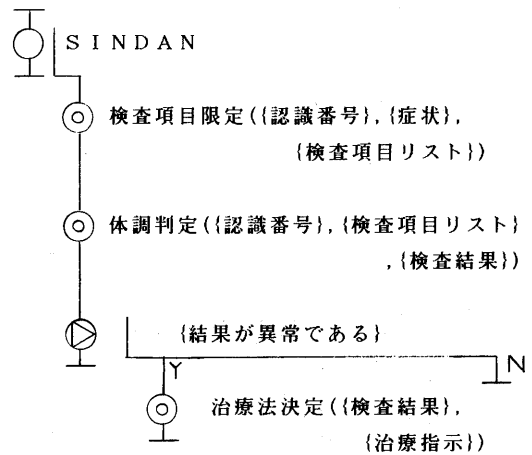 SINDAN
検査項目限定({認識番号},{症状},
{検査項目リスト})
体調判定({認識番号},{検査項目リスト}
,{検査結果})
{結果が異常である}
Y
N
治療法決定({検査結果},
{治療指示})